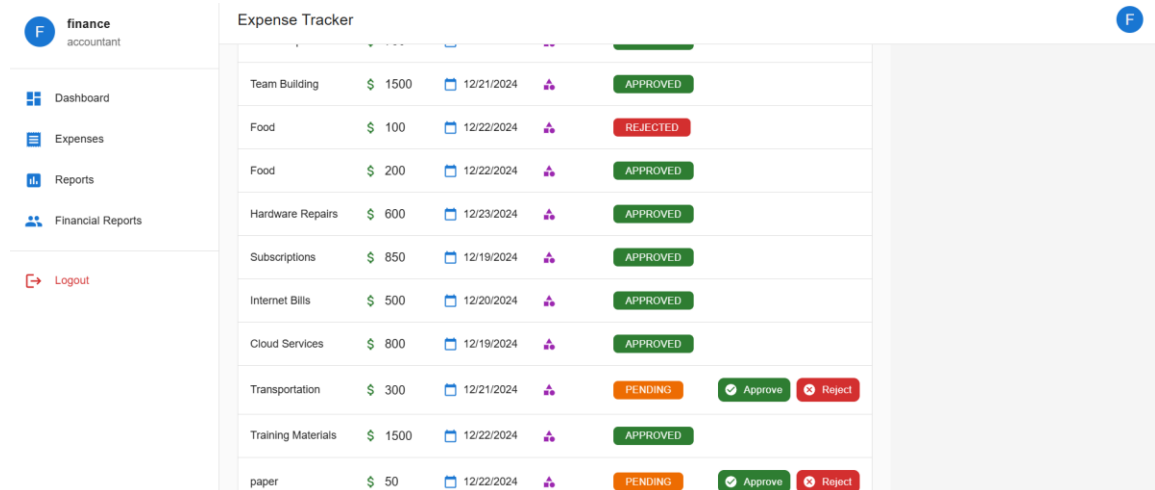 F
finance
accountant
Expense Tracker
F
Dashboard
Expenses
Reports
Financial Reports
Logout
Team Building $ 1500 12/21/2024 APPROVED
Food $ 100 12/22/2024 REJECTED
Food $ 200 12/22/2024 APPROVED
Hardware Repairs $ 600 12/23/2024 APPROVED
Subscriptions $ 850 12/19/2024 APPROVED
Internet Bills $ 500 12/20/2024 APPROVED
Cloud Services $ 800 12/19/2024 APPROVED
Transportation $ 300 12/21/2024 PENDING Approve Reject
Training Materials $ 1500 12/22/2024 APPROVED
paper $ 50 12/22/2024 PENDING Approve Reject